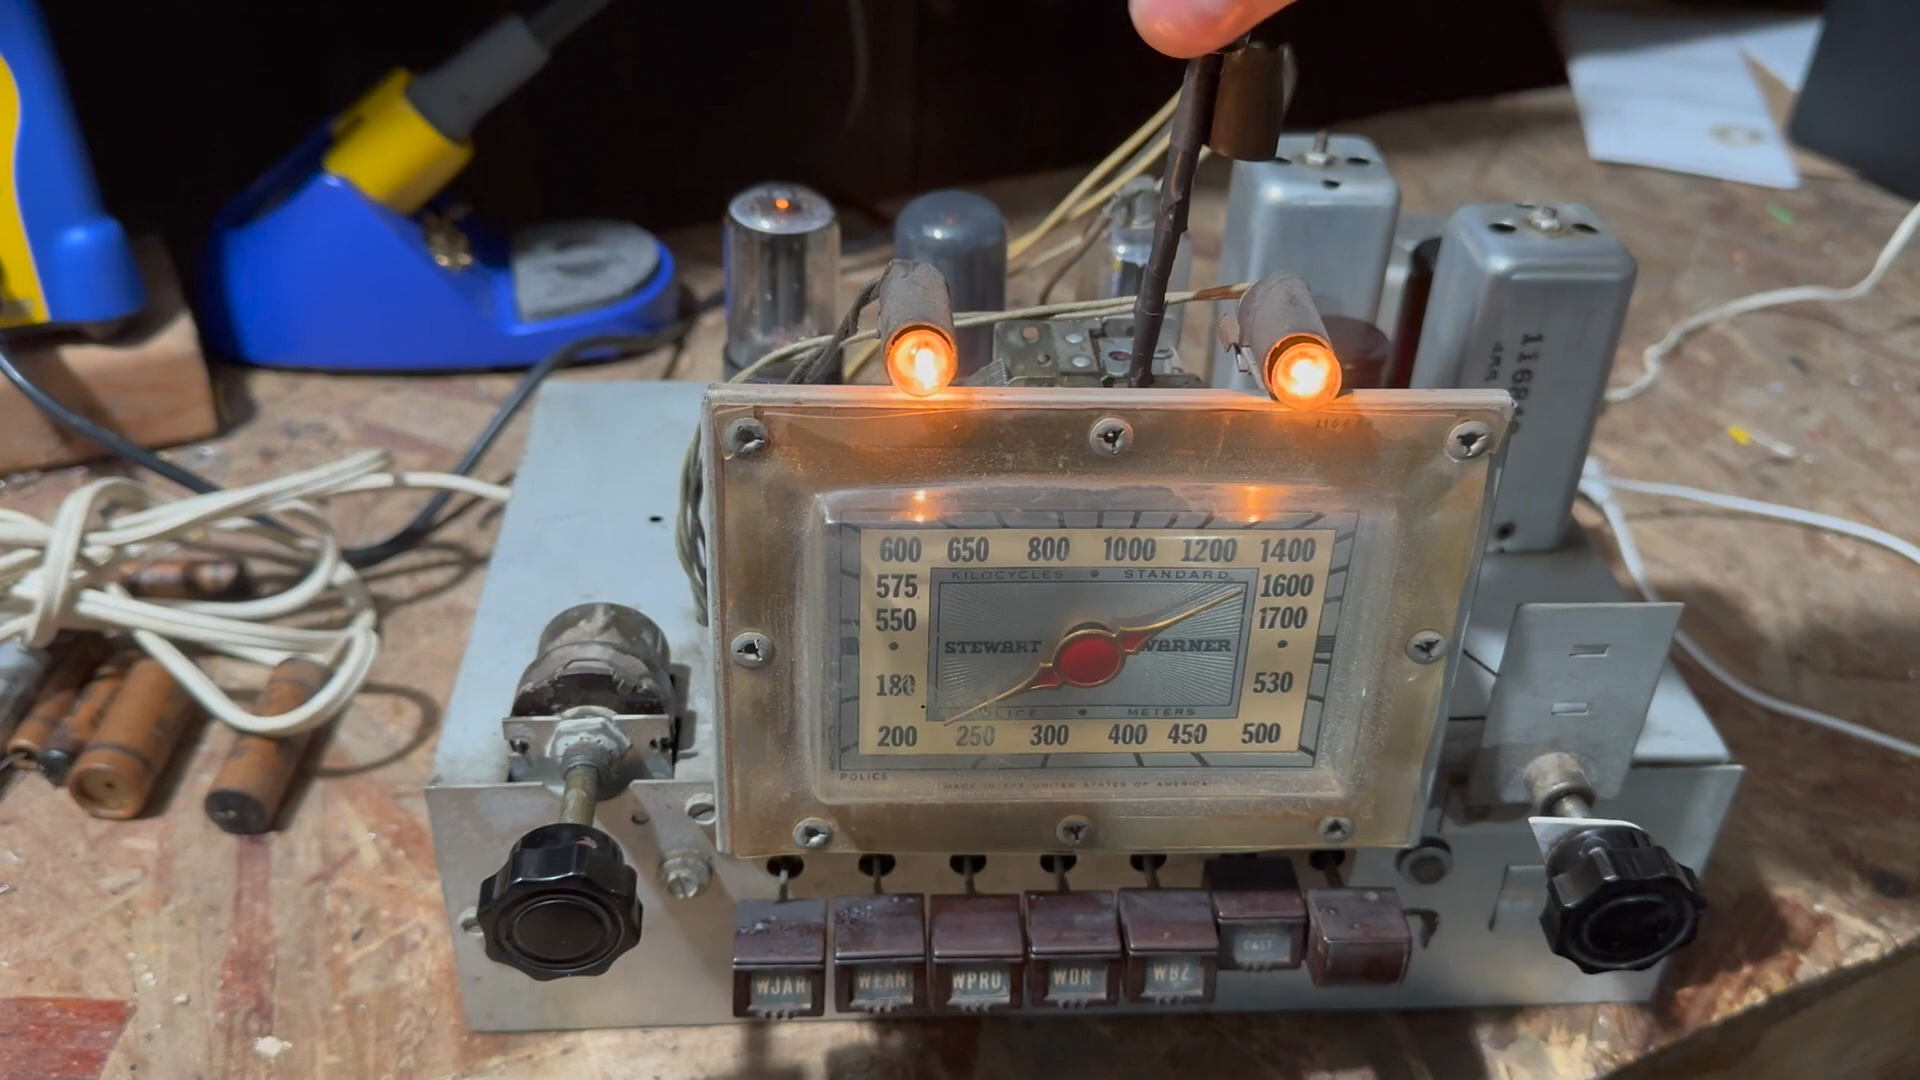 600 650 800 1000 1200 1400
KILOCYCLES • STANDARD
575 1600
550 1700
STEWART WARNER
180 530
POLICE • METERS
200 250 300 400 450 500
POLICE
MADE IN THE UNITED STATES OF AMERICA
WJAR WEAN WPRO WOR WBZ CAST